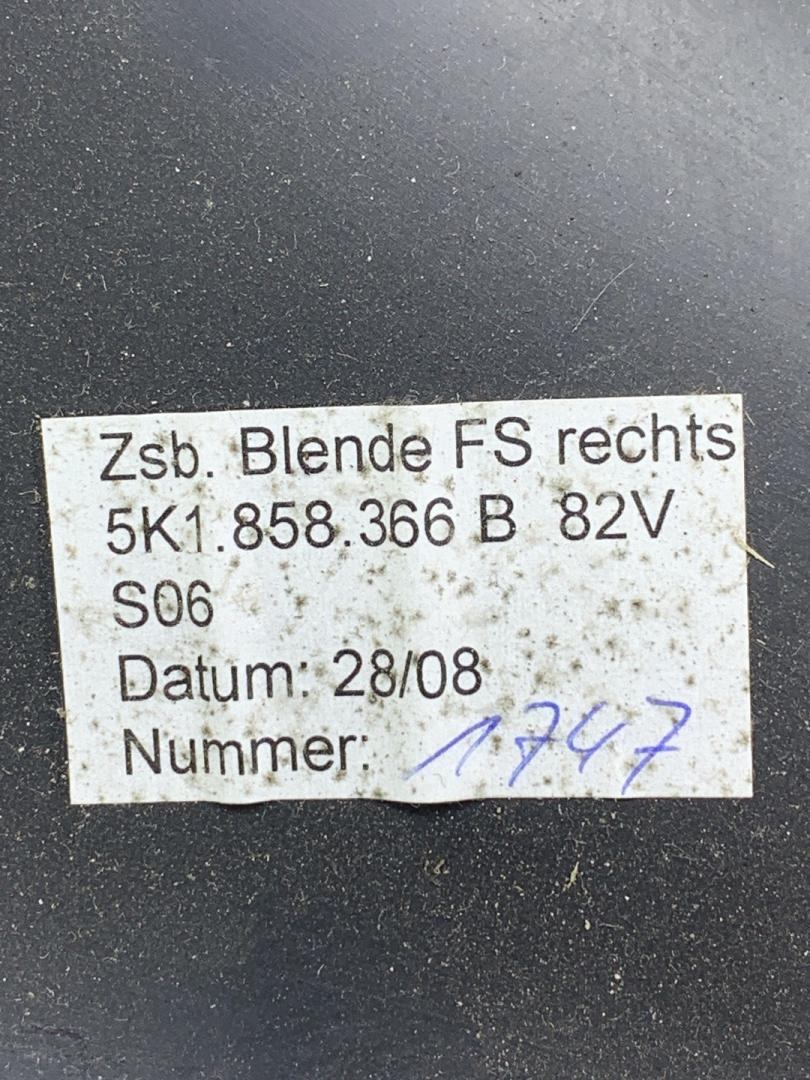 Zsb. Blende FS rechts
5K1.858.366 B 82V
S06
Datum: 28/08
Nummer: 1747